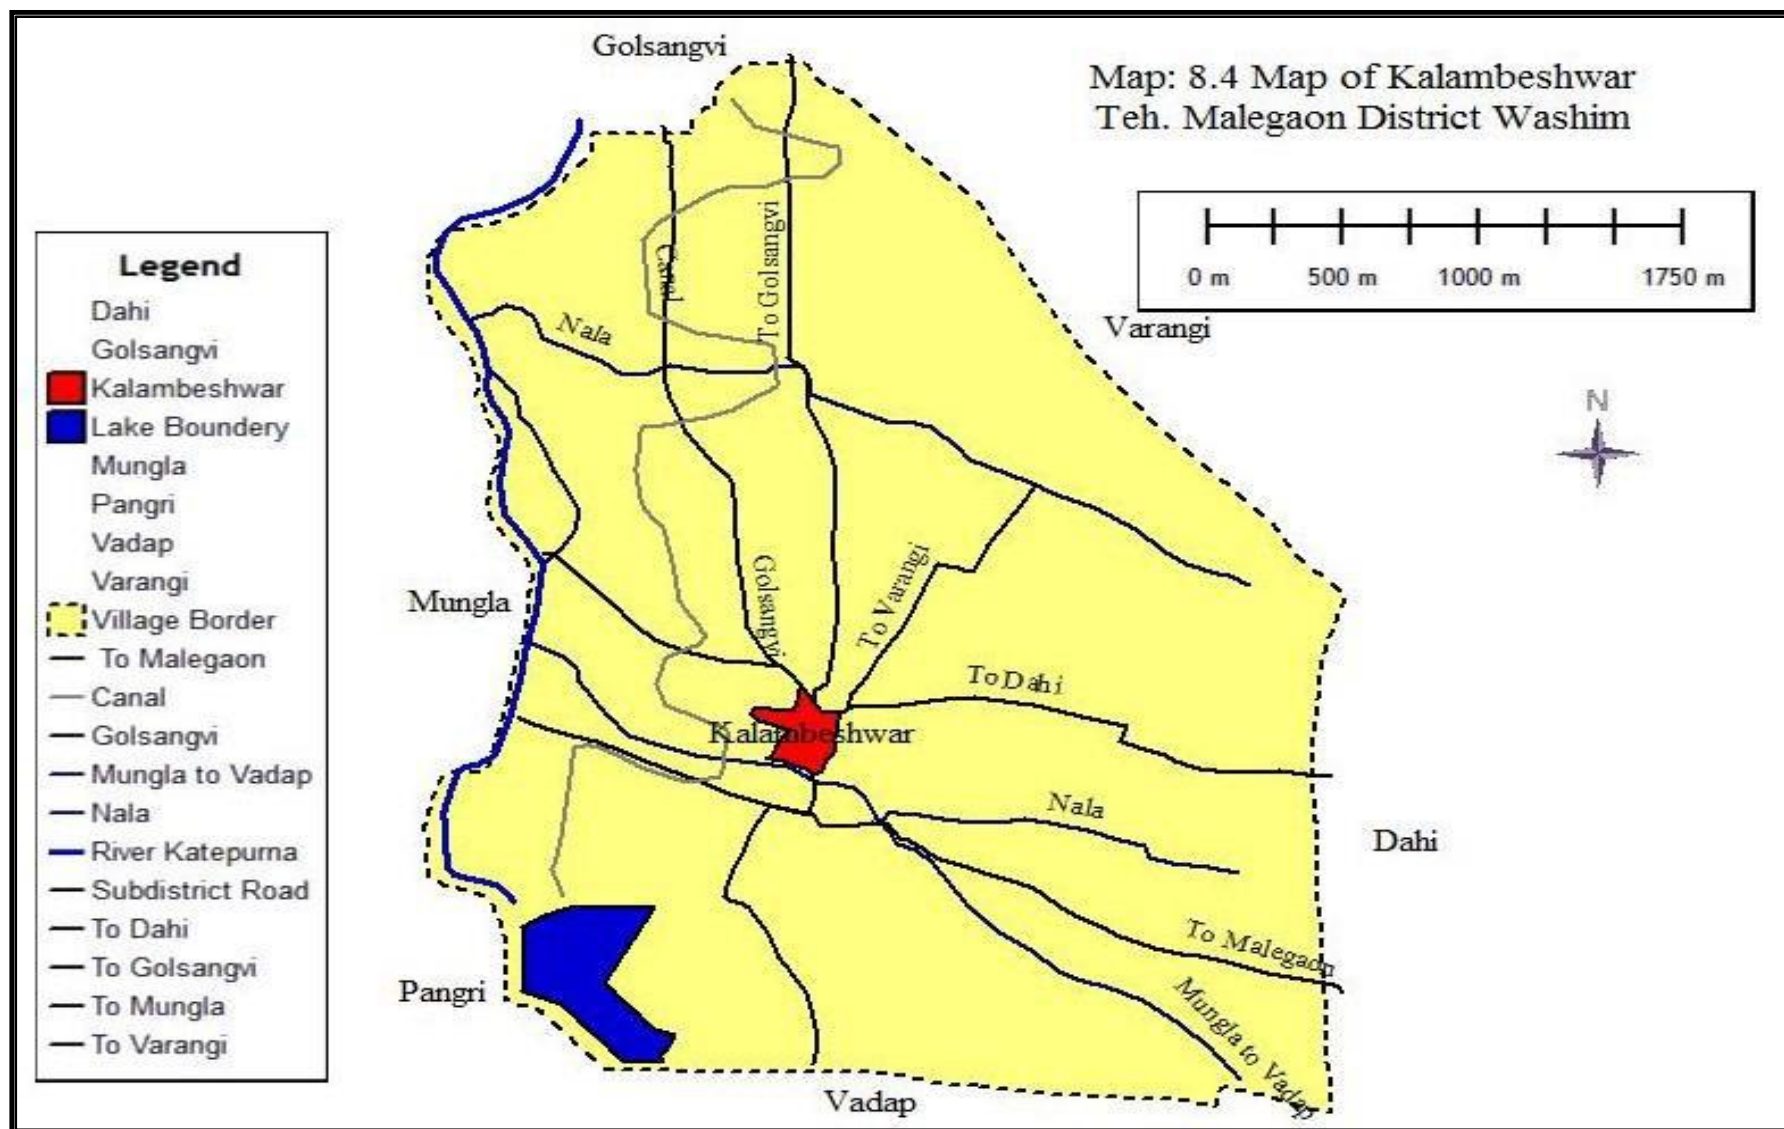 Golsangvi
Map: 8.4 Map of Kalambeshwar
Teh. Malegaon District Washim
0 m 500 m 1000 m 1750 m
Legend
Dahi
Golsangvi
Kalambeshwar
Lake Boundery
Mungla
Pangri
Vadap
Varangi
Village Border
To Malegaon
Canal
Golsangvi
Mungla to Vadap
Nala
River Katepurna
Subdistrict Road
To Dahi
To Golsangvi
To Mungla
To Varangi
Canal
To Golsangvi
Nala
Varangi
N
Golsangvi
To Varangi
Mungla
To Dahi
Kalambeshwar
Nala
Dahi
To Malegaon
Pangri
Mungla to Vadap
Vadap